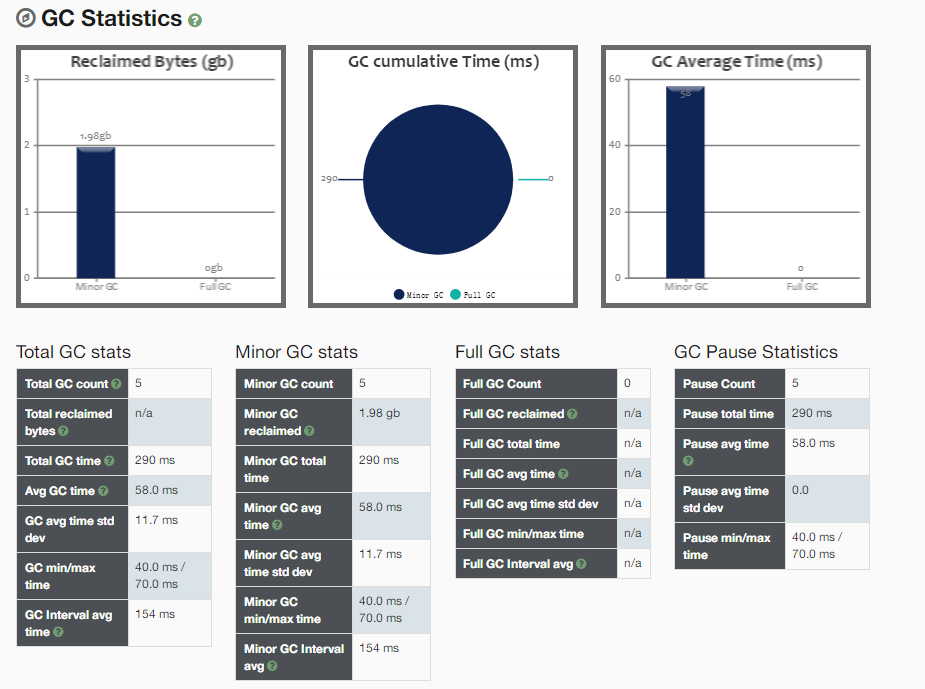 GC Statistics
Reclaimed Bytes (gb)
3
2
1
0
1.98gb
0gb
Minor GC
Full GC
GC cumulative Time (ms)
290
0
Minor GC
Full GC
GC Average Time (ms)
60
40
20
0
58
0
Minor GC
Full GC
Total GC stats
Total GC count 5
Total reclaimed n/a
bytes
Total GC time 290 ms
Avg GC time 58.0 ms
GC avg time std 11.7 ms
dev
GC min/max 40.0 ms /
time 70.0 ms
GC Interval avg 154 ms
time
Minor GC stats
Minor GC count 5
Minor GC 1.98 gb
reclaimed
Minor GC total 290 ms
time
Minor GC avg 58.0 ms
time
Minor GC avg 11.7 ms
time std dev
Minor GC 40.0 ms /
min/max time 70.0 ms
Minor GC Interval 154 ms
avg
Full GC stats
Full GC Count 0
Full GC reclaimed n/a
Full GC total time n/a
Full GC avg time n/a
Full GC avg time std dev n/a
Full GC min/max time n/a
Full GC Interval avg n/a
GC Pause Statistics
Pause Count 5
Pause total time 290 ms
Pause avg time 58.0 ms
Pause avg time 0.0
std dev
Pause min/max 40.0 ms /
time 70.0 ms